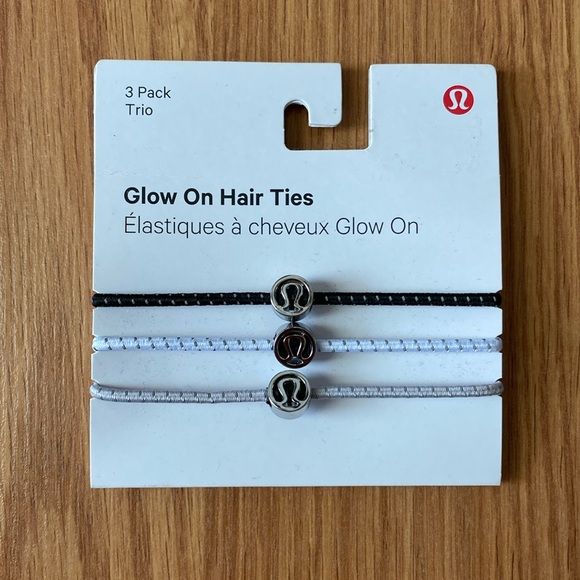 3 Pack
Trio
Glow On Hair Ties
Élastiques à cheveux Glow On